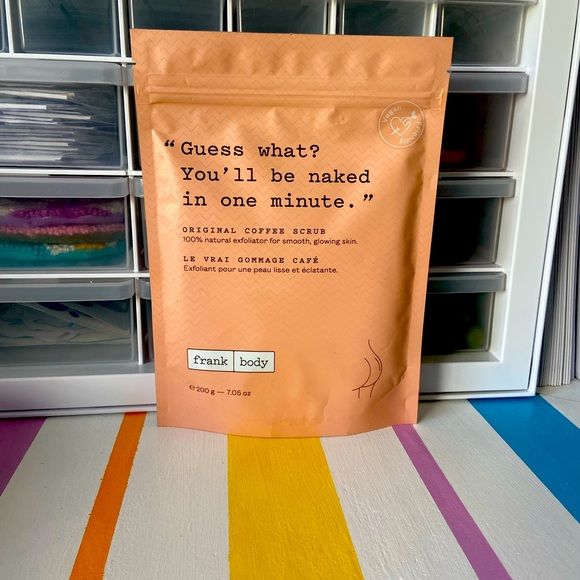 “Guess what?
You’ll be naked
in one minute.”
ORIGINAL COFFEE SCRUB
100% natural exfoliator for smooth, glowing skin.
LE VRAI GOMMAGE CAFÉ
Exfoliant pour une peau lisse et éclatante.
frank body
℮ 200 g — 7.05 oz
VEGAN